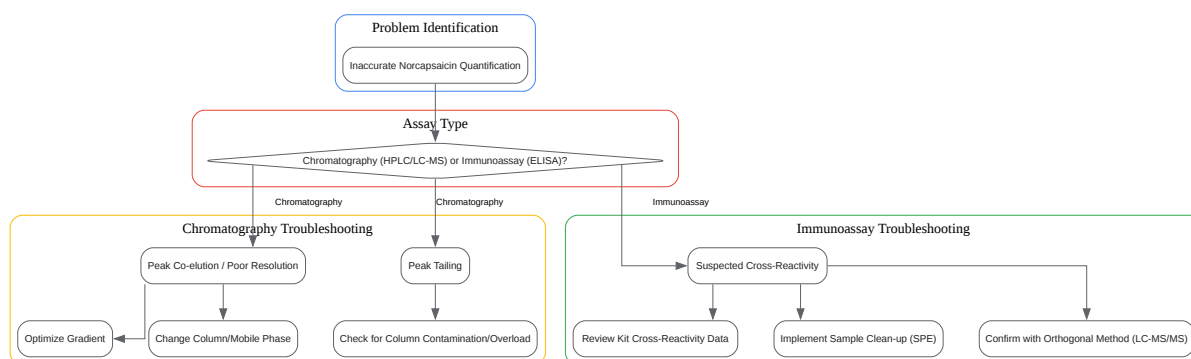 Problem Identification
Inaccurate Norcapsaicin Quantification
Assay Type
Chromatography (HPLC/LC-MS) or Immunoassay (ELISA)?
Chromatography
Chromatography
Immunoassay
Chromatography Troubleshooting
Immunoassay Troubleshooting
Peak Co-elution / Poor Resolution
Peak Tailing
Suspected Cross-Reactivity
Optimize Gradient
Change Column/Mobile Phase
Check for Column Contamination/Overload
Review Kit Cross-Reactivity Data
Implement Sample Clean-up (SPE)
Confirm with Orthogonal Method (LC-MS/MS)